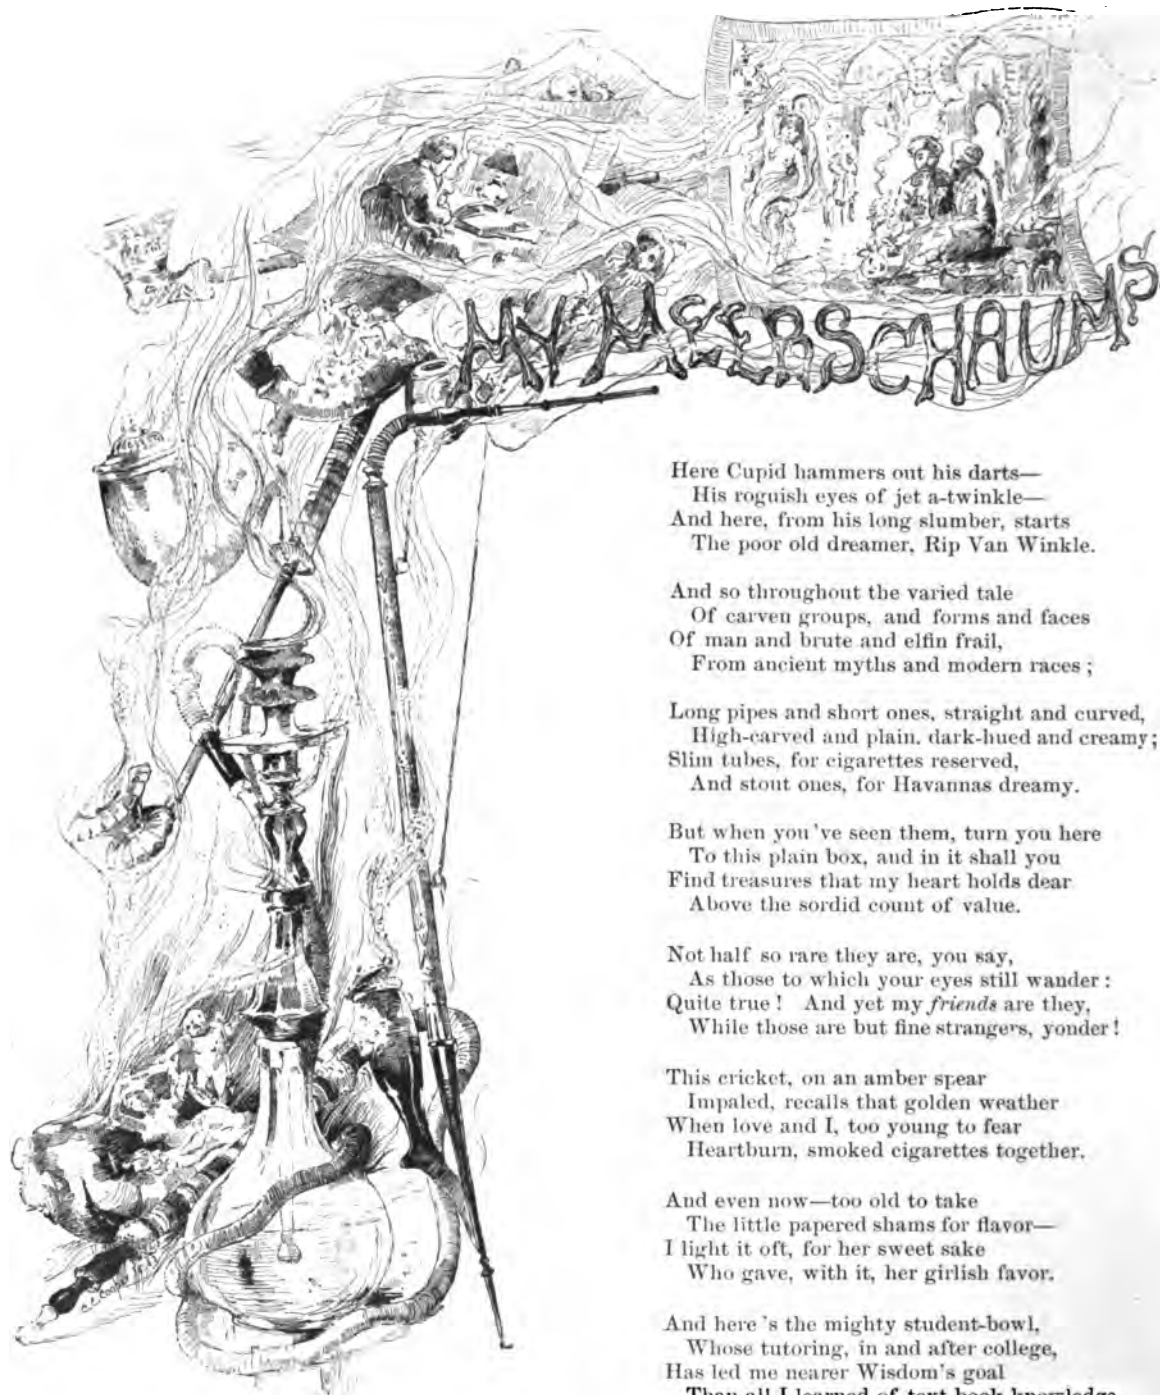 MY MEERSCHAUMS
Here Cupid hammers out his darts—
His roguish eyes of jet a-twinkle—
And here, from his long slumber, starts
The poor old dreamer, Rip Van Winkle.
And so throughout the varied tale
Of carven groups, and forms and faces
Of man and brute and elfin frail,
From ancient myths and modern races ;
Long pipes and short ones, straight and curved,
High-carved and plain. dark-hued and creamy;
Slim tubes, for cigarettes reserved,
And stout ones, for Havannas dreamy.
But when you 've seen them, turn you here
To this plain box, and in it shall you
Find treasures that my heart holds dear
Above the sordid count of value.
Not half so rare they are, you say,
As those to which your eyes still wander :
Quite true ! And yet my friends are they,
While those are but fine strangers, yonder !
This cricket, on an amber spear
Impaled, recalls that golden weather
When love and I, too young to fear
Heartburn, smoked cigarettes together.
And even now—too old to take
The little papered shams for flavor—
I light it oft, for her sweet sake
Who gave, with it, her girlish favor.
And here 's the mighty student-bowl,
Whose tutoring, in and after college,
Has led me nearer Wisdom's goal
Than all I learned of text-book knowledge
C. C. Cooper